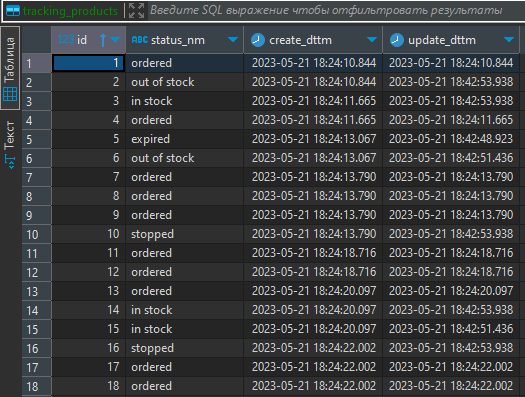 tracking_products Введите SQL выражение чтобы отфильтровать результаты
Таблица
Текст
123 id ABC status_nm create_dttm update_dttm
1 1 ordered 2023-05-21 18:24:10.844 2023-05-21 18:24:10.844
2 2 out of stock 2023-05-21 18:24:10.844 2023-05-21 18:42:53.938
3 3 in stock 2023-05-21 18:24:11.665 2023-05-21 18:42:53.938
4 4 ordered 2023-05-21 18:24:11.665 2023-05-21 18:24:11.665
5 5 expired 2023-05-21 18:24:13.067 2023-05-21 18:42:48.923
6 6 out of stock 2023-05-21 18:24:13.067 2023-05-21 18:42:51.436
7 7 ordered 2023-05-21 18:24:13.790 2023-05-21 18:24:13.790
8 8 ordered 2023-05-21 18:24:13.790 2023-05-21 18:24:13.790
9 9 ordered 2023-05-21 18:24:13.790 2023-05-21 18:24:13.790
10 10 stopped 2023-05-21 18:24:13.790 2023-05-21 18:42:53.938
11 11 ordered 2023-05-21 18:24:18.716 2023-05-21 18:24:18.716
12 12 ordered 2023-05-21 18:24:18.716 2023-05-21 18:24:18.716
13 13 ordered 2023-05-21 18:24:20.097 2023-05-21 18:24:20.097
14 14 in stock 2023-05-21 18:24:20.097 2023-05-21 18:42:53.938
15 15 in stock 2023-05-21 18:24:20.097 2023-05-21 18:42:51.436
16 16 stopped 2023-05-21 18:24:22.002 2023-05-21 18:42:53.938
17 17 ordered 2023-05-21 18:24:22.002 2023-05-21 18:24:22.002
18 18 ordered 2023-05-21 18:24:22.002 2023-05-21 18:24:22.002